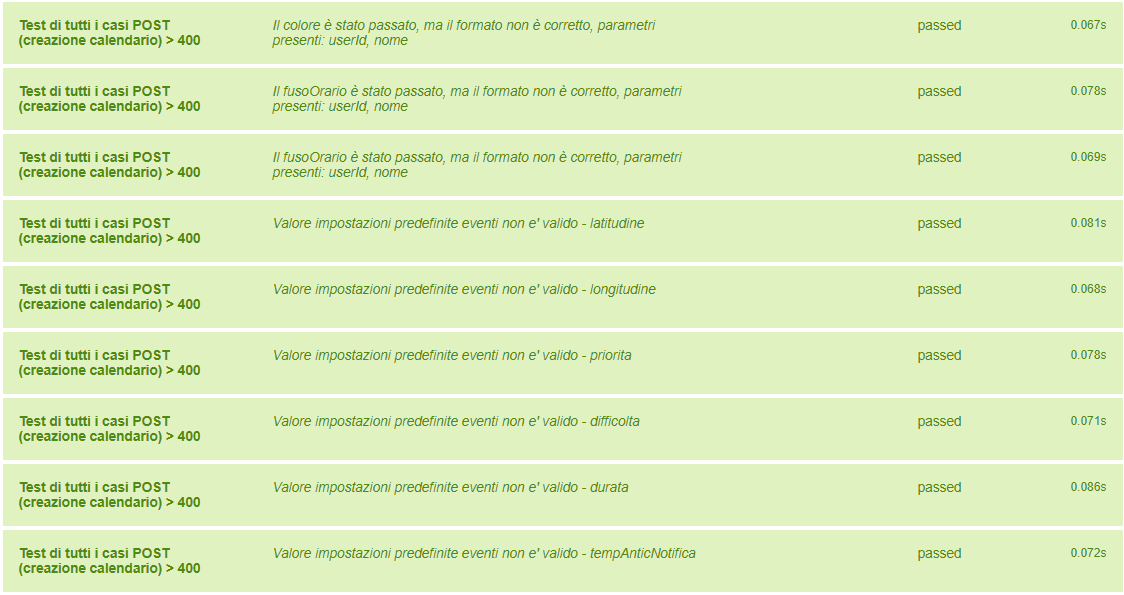 Test di tutti i casi POST Il colore è stato passato, ma il formato non è corretto, parametri passed 0.067s
(creazione calendario) > 400 presenti: userId, nome
Test di tutti i casi POST Il fusoOrario è stato passato, ma il formato non è corretto, parametri passed 0.078s
(creazione calendario) > 400 presenti: userId, nome
Test di tutti i casi POST Il fusoOrario è stato passato, ma il formato non è corretto, parametri passed 0.069s
(creazione calendario) > 400 presenti: userId, nome
Test di tutti i casi POST Valore impostazioni predefinite eventi non e' valido - latitudine passed 0.081s
(creazione calendario) > 400
Test di tutti i casi POST Valore impostazioni predefinite eventi non e' valido - longitudine passed 0.068s
(creazione calendario) > 400
Test di tutti i casi POST Valore impostazioni predefinite eventi non e' valido - priorita passed 0.078s
(creazione calendario) > 400
Test di tutti i casi POST Valore impostazioni predefinite eventi non e' valido - difficolta passed 0.071s
(creazione calendario) > 400
Test di tutti i casi POST Valore impostazioni predefinite eventi non e' valido - durata passed 0.086s
(creazione calendario) > 400
Test di tutti i casi POST Valore impostazioni predefinite eventi non e' valido - tempAnticNotifica passed 0.072s
(creazione calendario) > 400